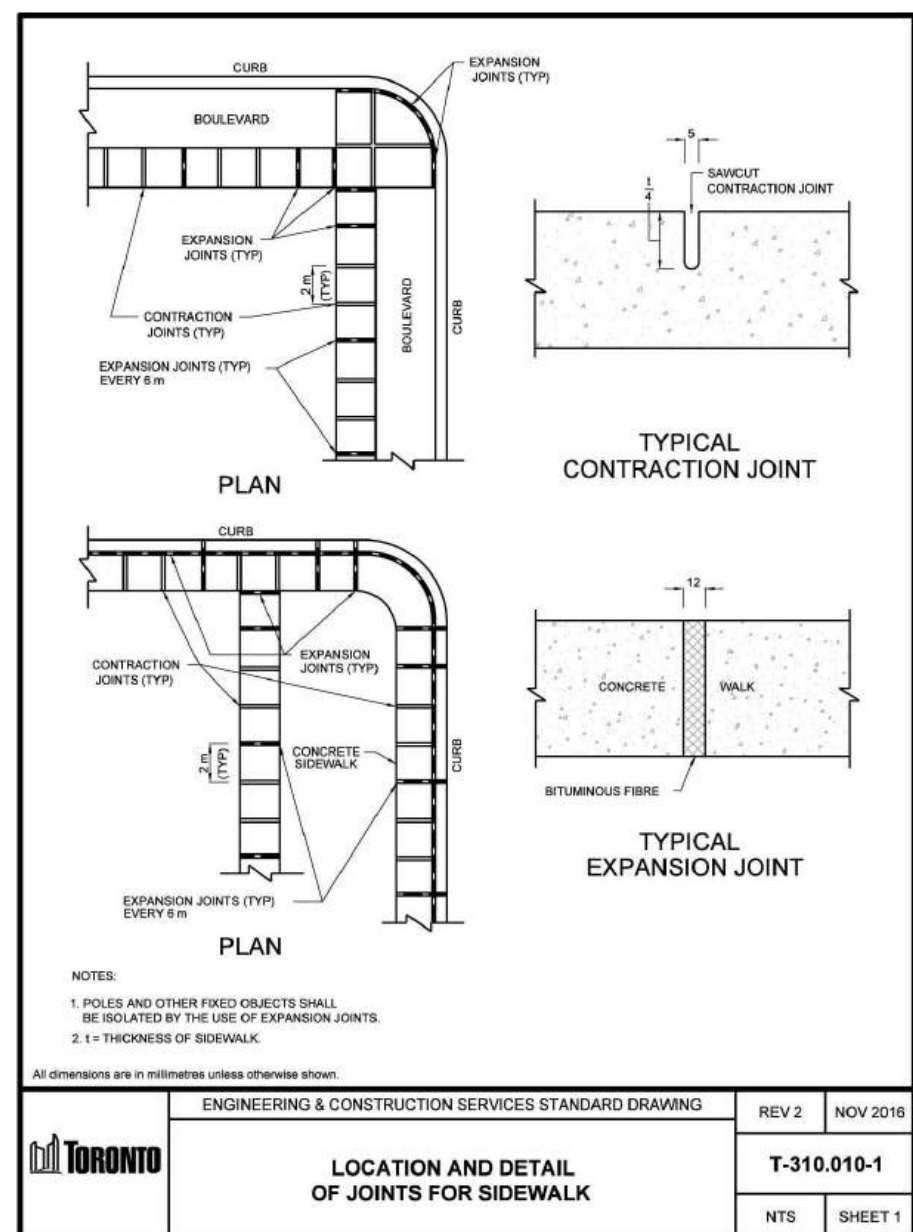 CURB
EXPANSION
JOINTS (TYP)
BOULEVARD
EXPANSION
JOINTS (TYP)
2 m
(TYP)
CONTRACTION
JOINTS (TYP)
BOULEVARD
CURB
EXPANSION JOINTS (TYP)
EVERY 6 m
PLAN
5
t
4
SAWCUT
CONTRACTION JOINT
TYPICAL
CONTRACTION JOINT
CURB
EXPANSION
JOINTS (TYP)
CONTRACTION
JOINTS (TYP)
2 m
(TYP)
CONCRETE
SIDEWALK
CURB
EXPANSION JOINTS (TYP)
EVERY 6 m
PLAN
12
CONCRETE WALK
BITUMINOUS FIBRE
TYPICAL
EXPANSION JOINT
NOTES:
1. POLES AND OTHER FIXED OBJECTS SHALL
BE ISOLATED BY THE USE OF EXPANSION JOINTS.
2. t = THICKNESS OF SIDEWALK.
All dimensions are in millimetres unless otherwise shown.
TORONTO
ENGINEERING & CONSTRUCTION SERVICES STANDARD DRAWING
REV 2 NOV 2016
LOCATION AND DETAIL
OF JOINTS FOR SIDEWALK
T-310.010-1
NTS SHEET 1